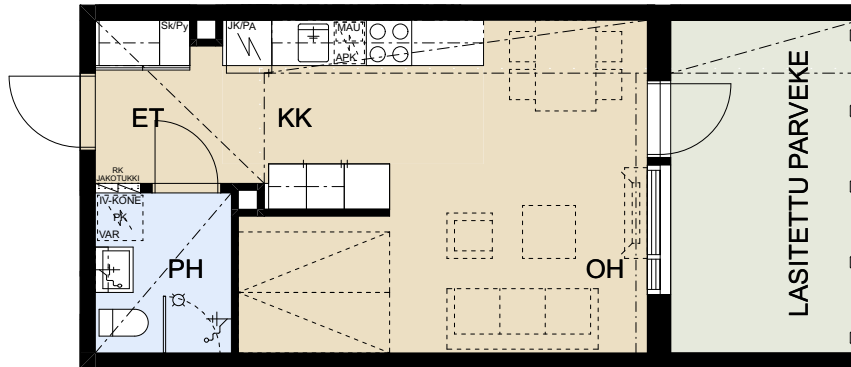 Sk/Py
JK/PA
MAU
APK
ET
KK
RK
JAKOTUKKI
IV-KONE
PK
VAR
PH
OH
LASITETTU PARVEKE